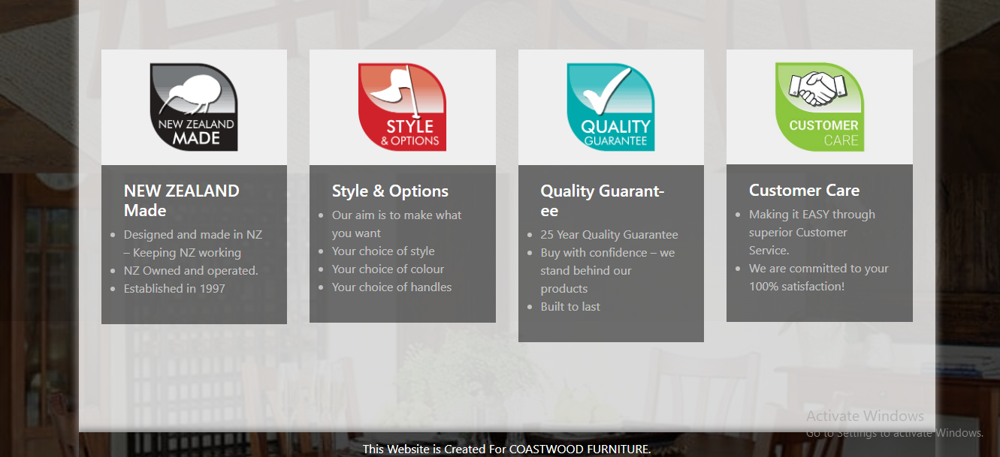 NEW ZEALAND
MADE
NEW ZEALAND
Made
Designed and made in NZ
– Keeping NZ working
NZ Owned and operated.
Established in 1997
STYLE
& OPTIONS
Style & Options
Our aim is to make what
you want
Your choice of style
Your choice of colour
Your choice of handles
QUALITY
GUARANTEE
Quality Guarant-
ee
25 Year Quality Guarantee
Buy with confidence – we
stand behind our
products
Built to last
CUSTOMER
CARE
Customer Care
Making it EASY through
superior Customer
Service.
We are committed to your
100% satisfaction!
Activate Windows
Go to Settings to activate Windows.
This Website is Created For COASTWOOD FURNITURE.